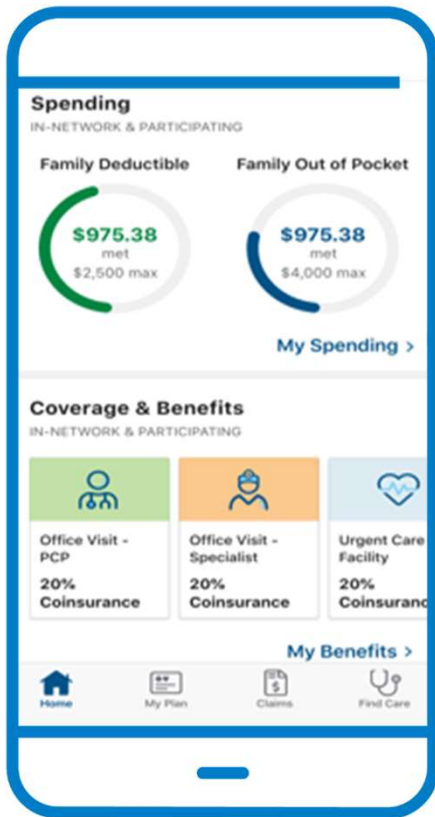 Spending
IN-NETWORK & PARTICIPATING
Family Deductible
$975.38
met
$2,500 max
Family Out of Pocket
$975.38
met
$4,000 max
My Spending >
Coverage & Benefits
IN-NETWORK & PARTICIPATING
Office Visit -
PCP
20%
Coinsurance
Office Visit -
Specialist
20%
Coinsurance
Urgent Care
Facility
20%
Coinsuranc
My Benefits >
Home
My Plan
Claims
Find Care